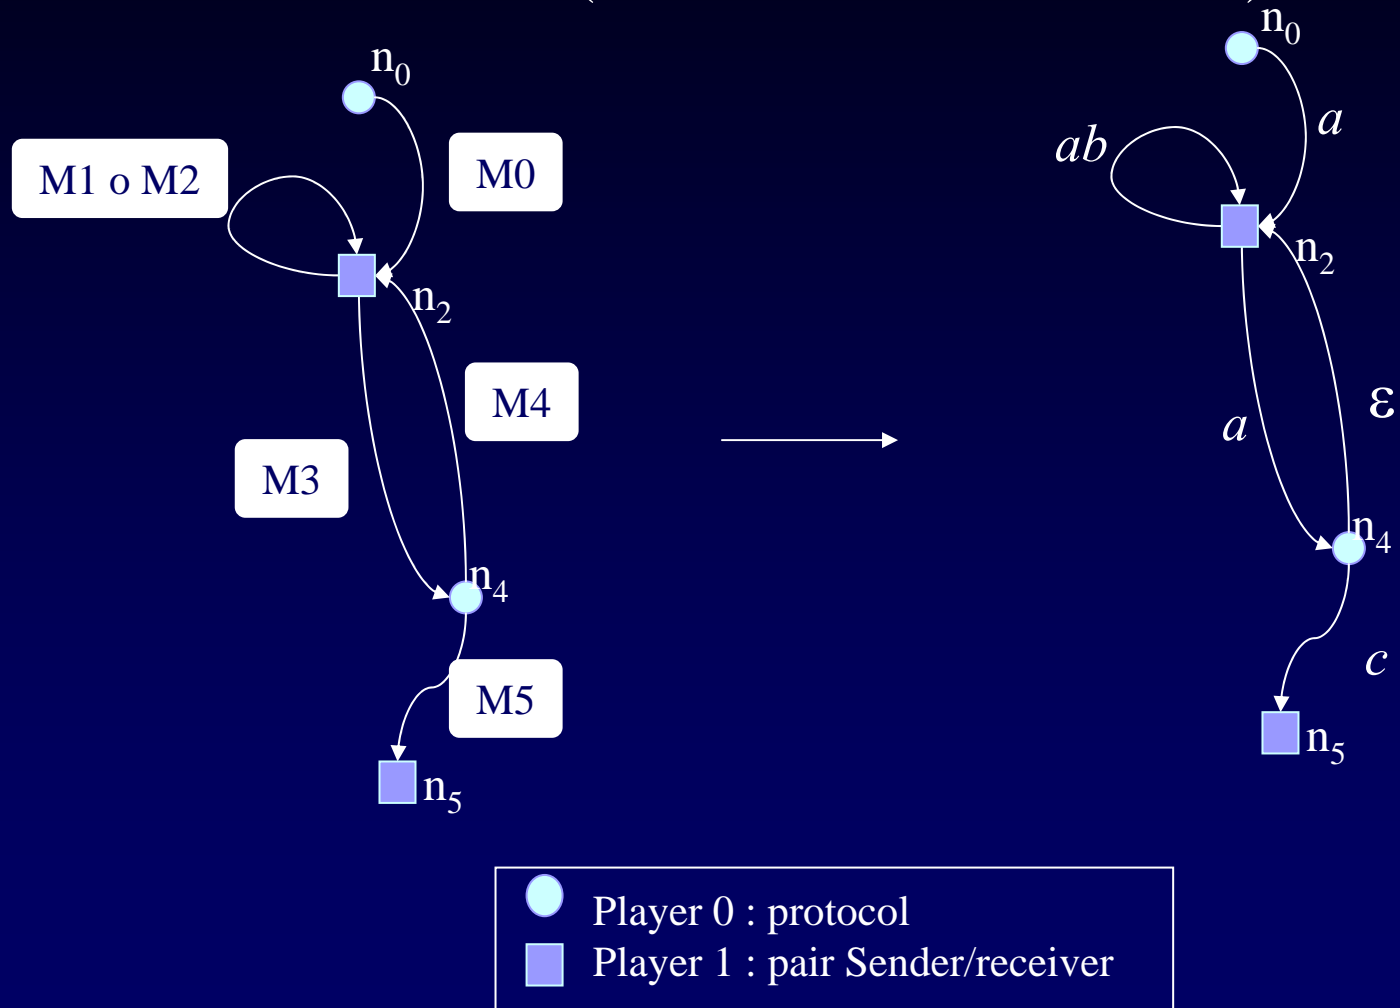 n₀
M1 o M2
M0
n₂
M4
M3
n₄
M5
n₅
n₀
a
ab
n₂
ε
a
n₄
c
n₅
Player 0 : protocol
Player 1 : pair Sender/receiver